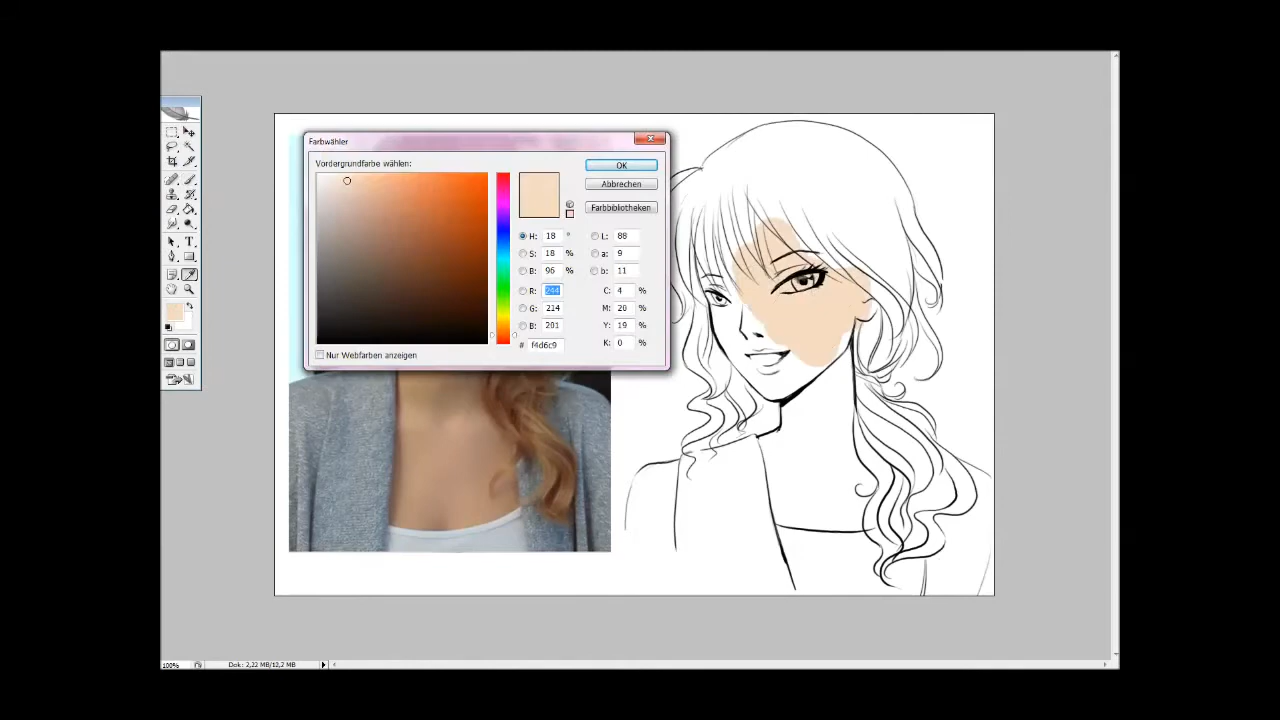 Farbwähler
Vordergrundfarbe wählen:
OK
Abbrechen
Farbbibliotheken
H: 18 °
S: 18 %
B: 96 %
R: 244
G: 214
B: 201
# f4d6c9
L: 88
a: 9
b: 11
C: 4 %
M: 20 %
Y: 19 %
K: 0 %
Nur Webfarben anzeigen
T
100% Dok: 2,22 MB/12,2 MB